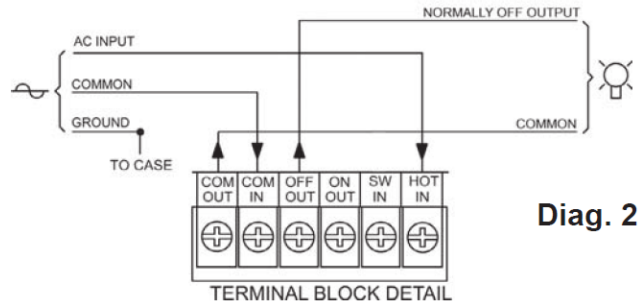 NORMALLY OFF OUTPUT
AC INPUT
COMMON
GROUND
COMMON
TO CASE
COM OUT
COM IN
OFF OUT
ON OUT
SW IN
HOT IN
Diag. 2
TERMINAL BLOCK DETAIL